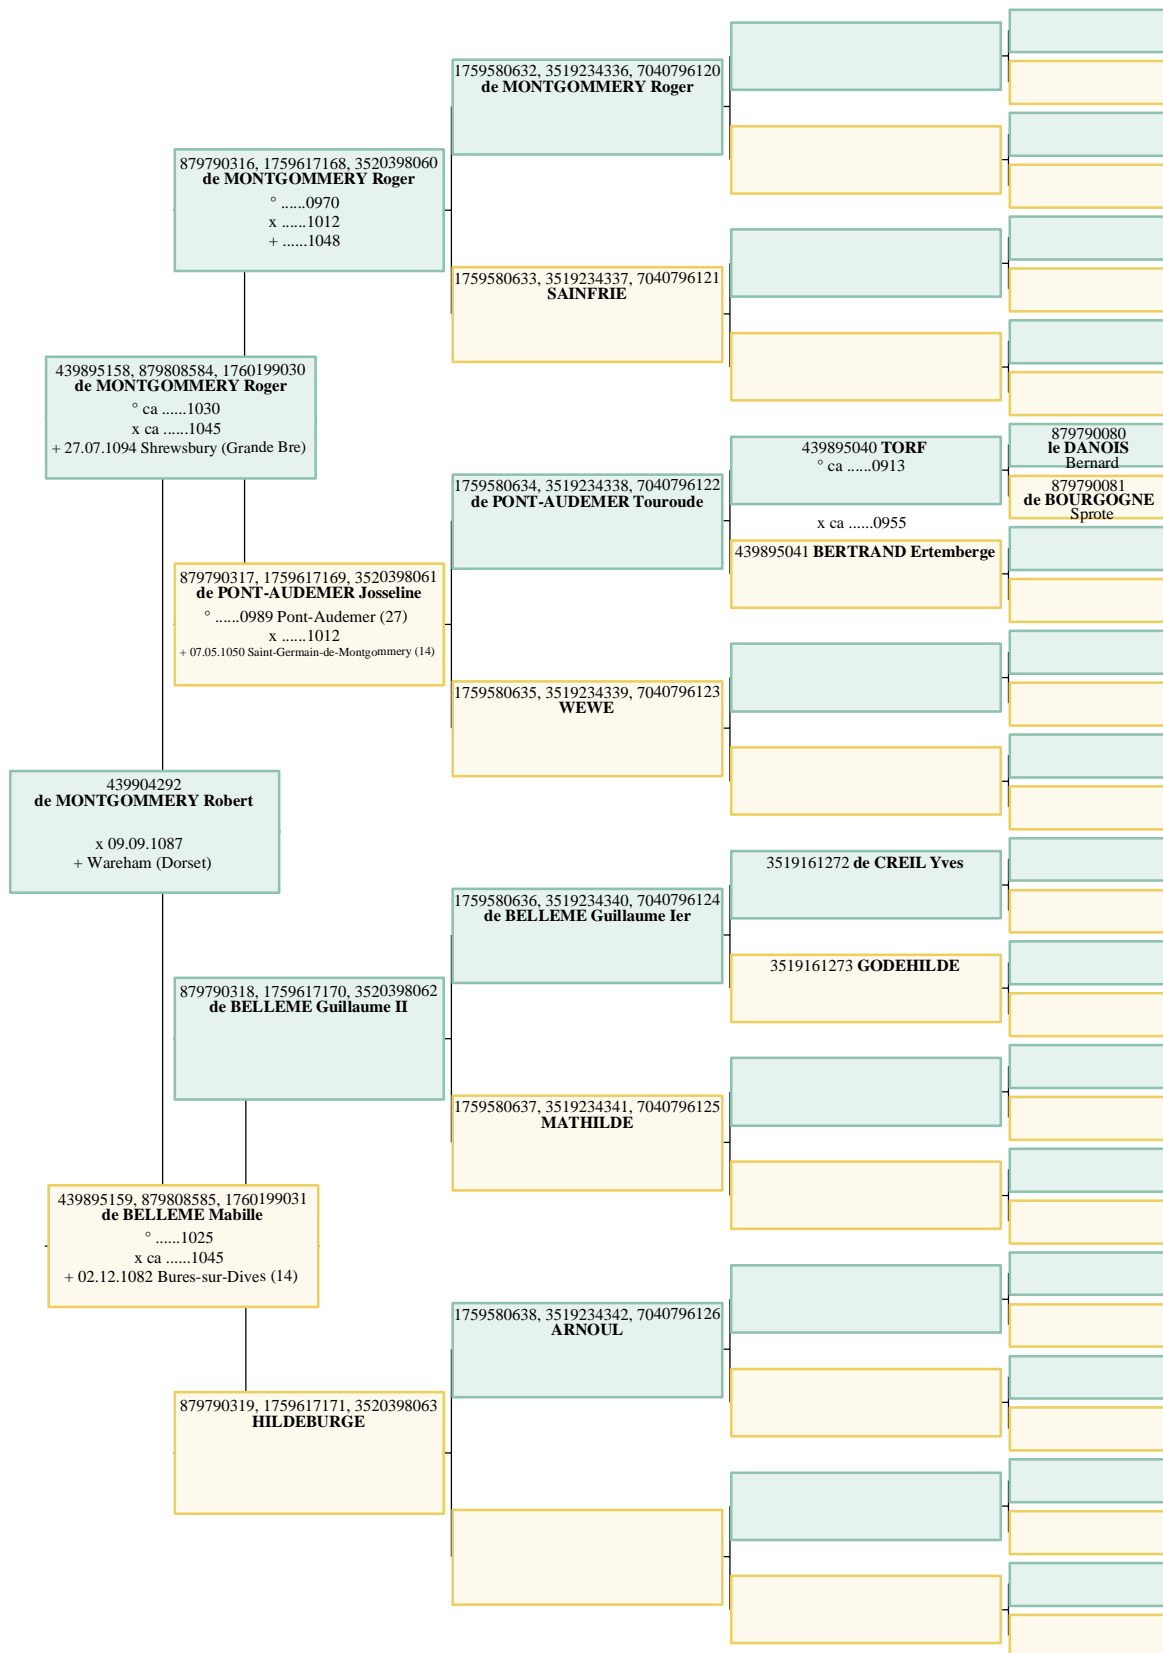 1759580632, 3519234336, 7040796120
de MONTGOMMERY Roger
879790316, 1759617168, 3520398060
de MONTGOMMERY Roger
° ......0970
x ......1012
+ ......1048
1759580633, 3519234337, 7040796121
SAINFRIE
439895158, 879808584, 1760199030
de MONTGOMMERY Roger
° ca ......1030
x ca ......1045
+ 27.07.1094 Shrewsbury (Grande Bre)
439895040 TORF
° ca ......0913
879790080
le DANOIS
Bernard
879790081
de BOURGOGNE
Sprote
1759580634, 3519234338, 7040796122
de PONT-AUDEMER Touroude
x ca ......0955
439895041 BERTRAND Ertemberge
879790317, 1759617169, 3520398061
de PONT-AUDEMER Josseline
° ......0989 Pont-Audemer (27)
x ......1012
+ 07.05.1050 Saint-Germain-de-Montgommery (14)
1759580635, 3519234339, 7040796123
WEWE
439904292
de MONTGOMMERY Robert
x 09.09.1087
+ Wareham (Dorset)
3519161272 de CREIL Yves
1759580636, 3519234340, 7040796124
de BELLEME Guillaume Ier
3519161273 GODEHILDE
879790318, 1759617170, 3520398062
de BELLEME Guillaume II
1759580637, 3519234341, 7040796125
MATHILDE
439895159, 879808585, 1760199031
de BELLEME Mabille
° ......1025
x ca ......1045
+ 02.12.1082 Bures-sur-Dives (14)
1759580638, 3519234342, 7040796126
ARNOUL
879790319, 1759617171, 3520398063
HILDEBURGE